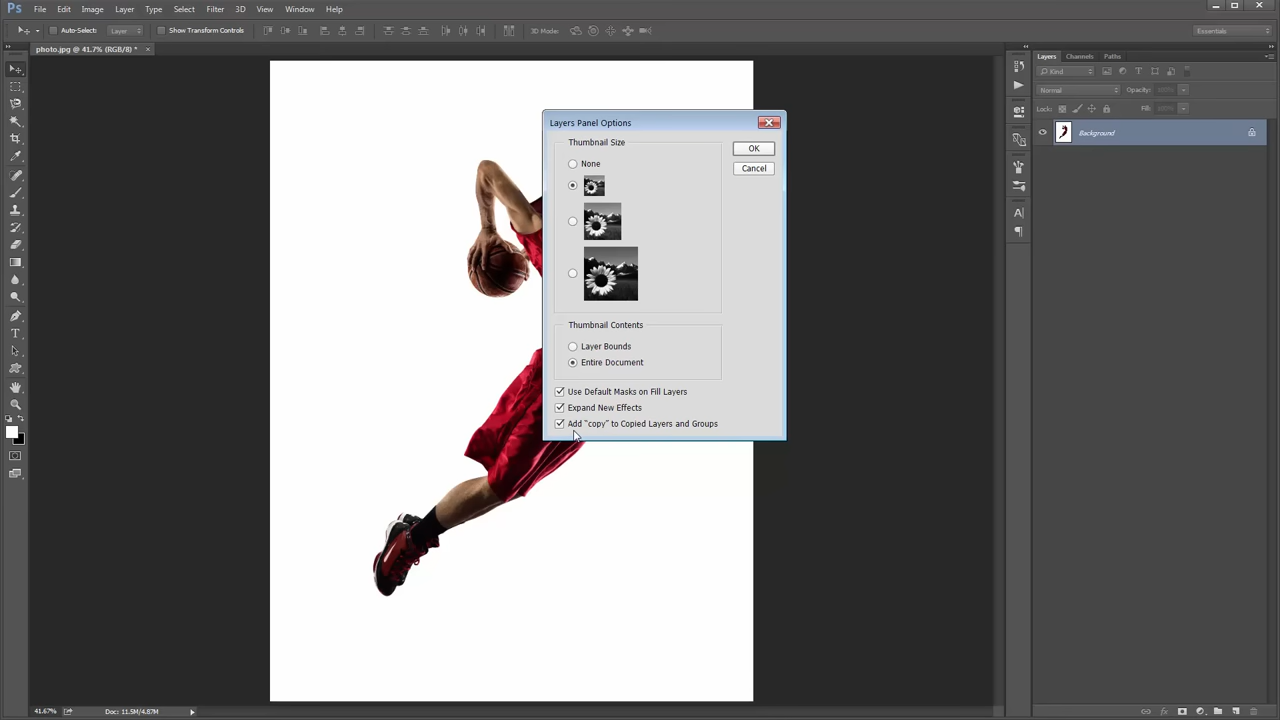 Ps File Edit Image Layer Type Select Filter 3D View Window Help
Auto-Select: Layer Show Transform Controls 3D Mode: Essentials
photo.jpg @ 41.7% (RGB/8) * ×
Layers Channels Paths
Kind
Normal Opacity: 100%
Lock: Fill: 100%
Background
Layers Panel Options
Thumbnail Size
OK
None
Cancel
Thumbnail Contents
Layer Bounds
Entire Document
Use Default Masks on Fill Layers
Expand New Effects
Add "copy" to Copied Layers and Groups
41.67% Doc: 11.5M/4.87M